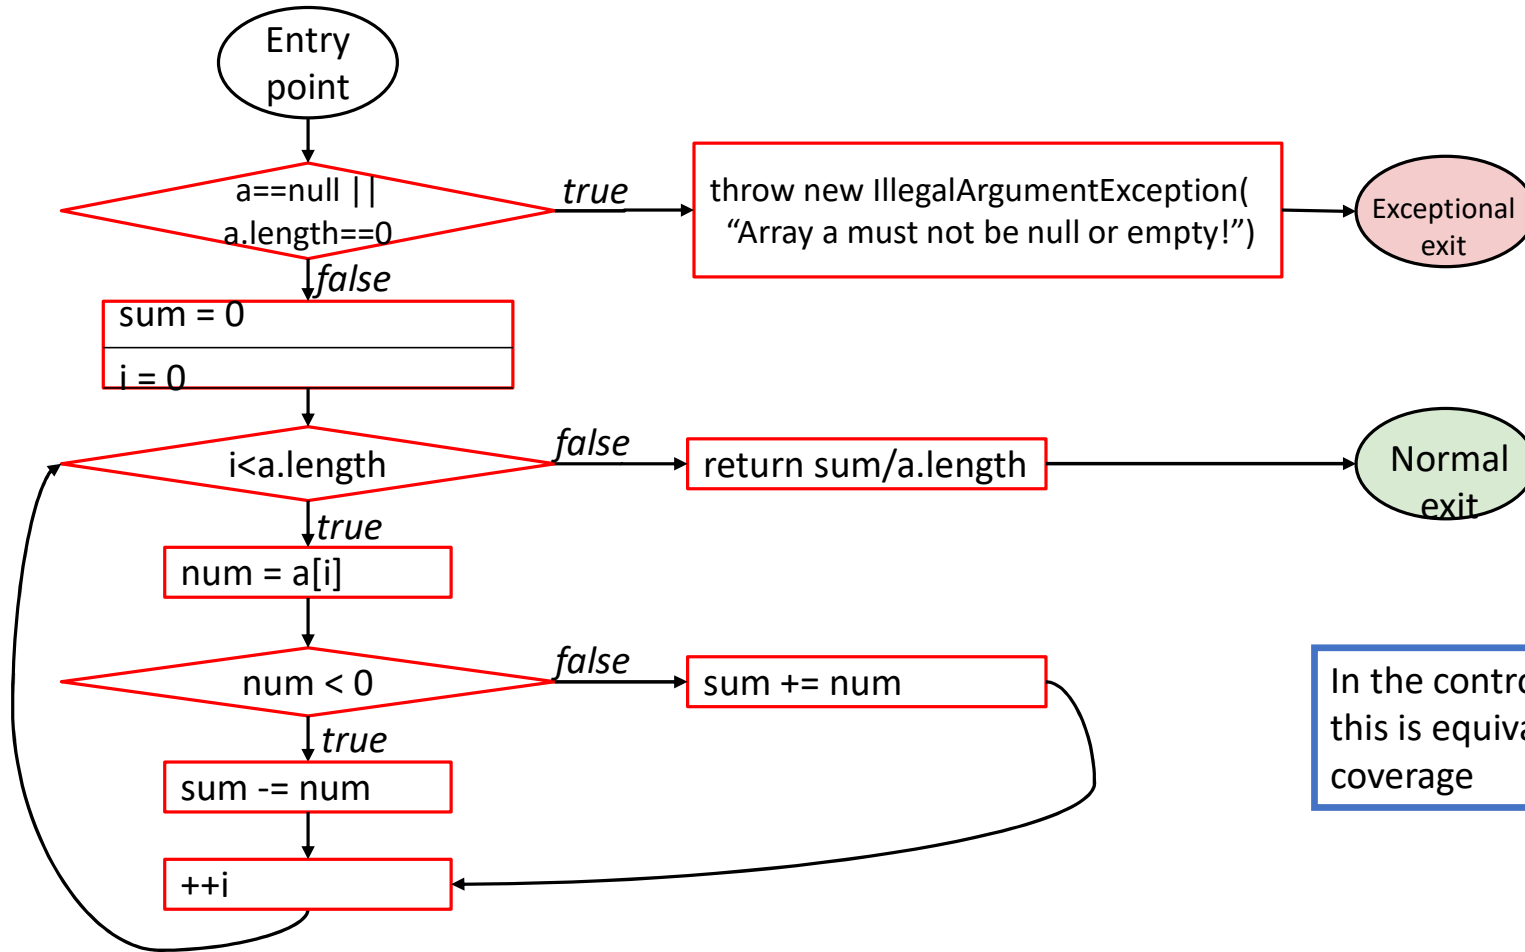 Entry
point
a==null ||
a.length==0
true
throw new IllegalArgumentException(
“Array a must not be null or empty!”)
Exceptional
exit
false
sum = 0
i = 0
i<a.length
false
return sum/a.length
Normal
exit
true
num = a[i]
num < 0
false
sum += num
true
sum -= num
++i
In the
this is
coverage